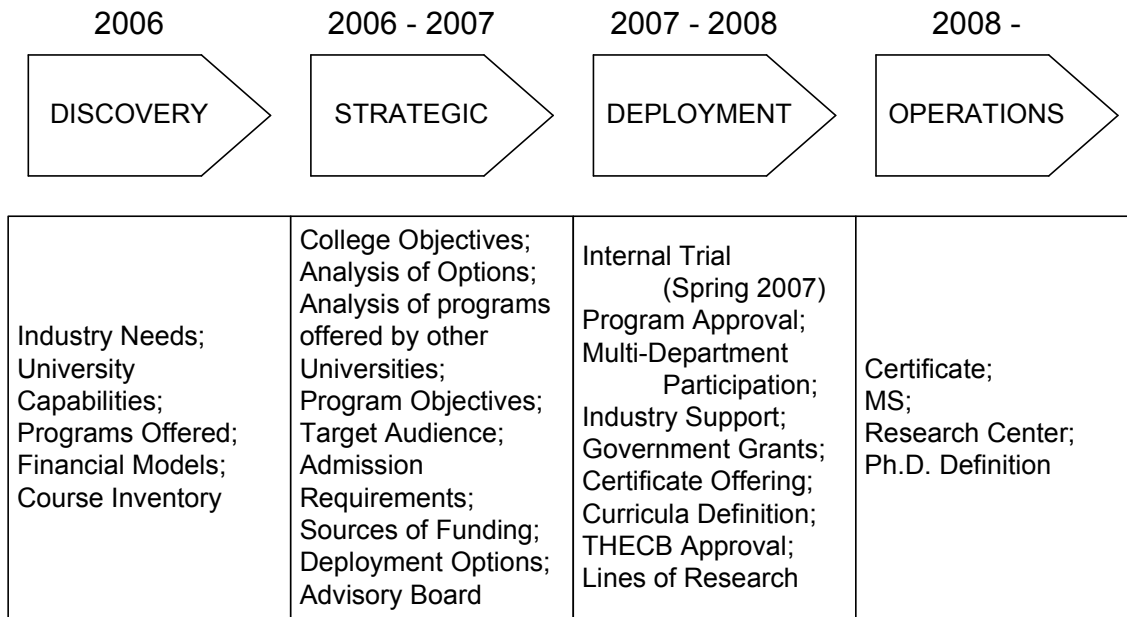 2006
2006 - 2007
2007 - 2008
2008 -
DISCOVERY
STRATEGIC
DEPLOYMENT
OPERATIONS
Industry Needs;
University
Capabilities;
Programs Offered;
Financial Models;
Course Inventory
College Objectives;
Analysis of Options;
Analysis of programs
offered by other
Universities;
Program Objectives;
Target Audience;
Admission
Requirements;
Sources of Funding;
Deployment Options;
Advisory Board
Internal Trial
(Spring 2007)
Program Approval;
Multi-Department
Participation;
Industry Support;
Government Grants;
Certificate Offering;
Curricula Definition;
THECB Approval;
Lines of Research
Certificate;
MS;
Research Center;
Ph.D. Definition